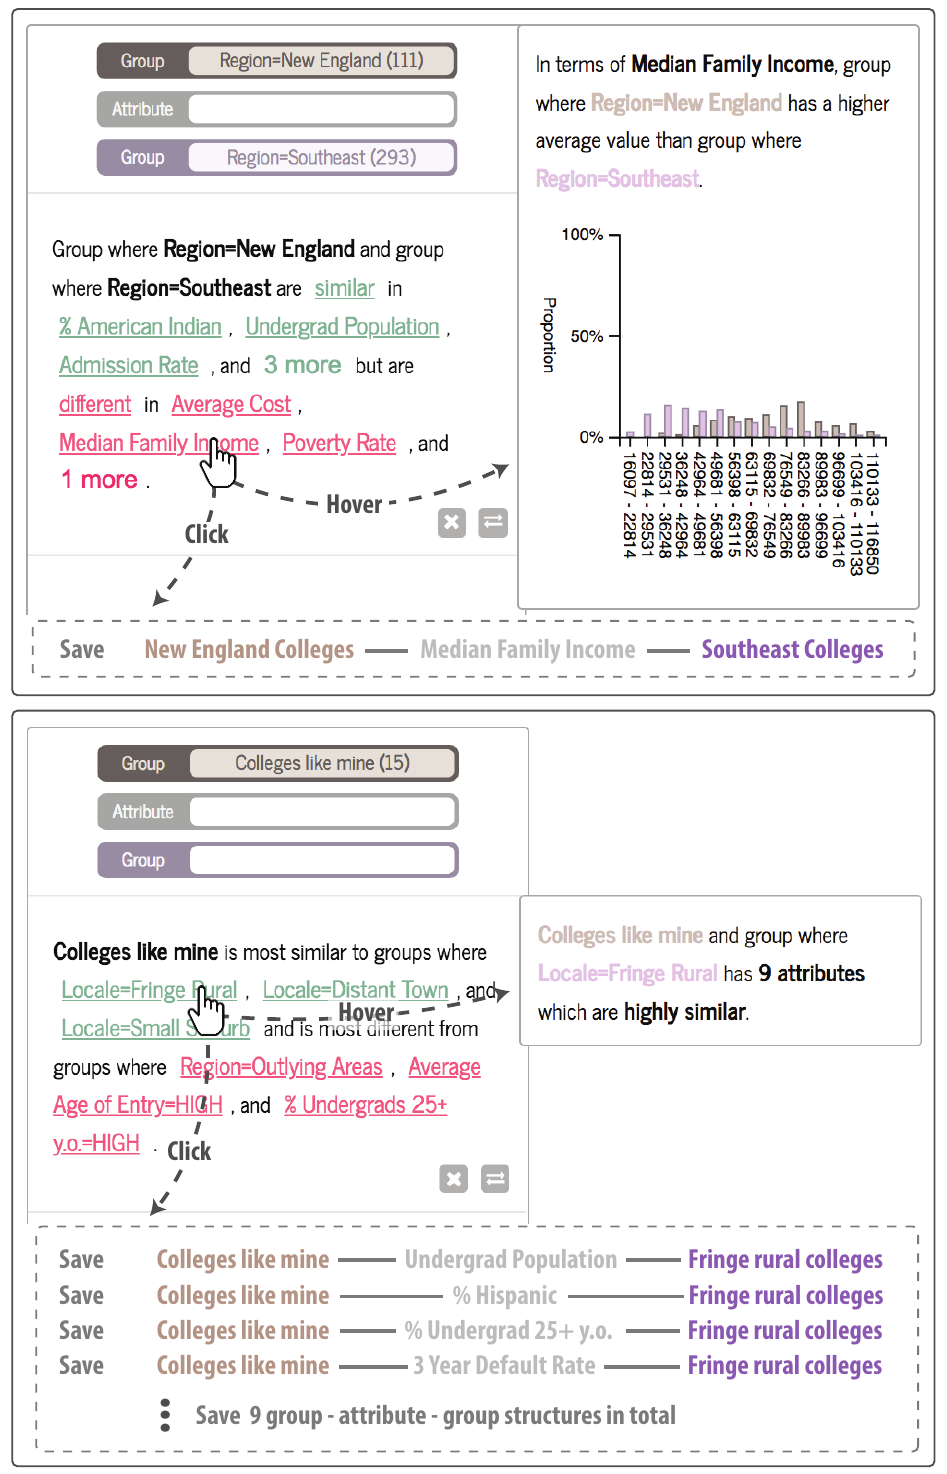 Group Region=New England (111)
Attribute
Group Region=Southeast (293)
Group where Region=New England and group
where Region=Southeast are similar in
% American Indian , Undergrad Population ,
Admission Rate , and 3 more but are
different in Average Cost ,
Median Family Income , Poverty Rate , and
1 more .
Hover
Click
In terms of Median Family Income, group
where Region=New England has a higher
average value than group where
Region=Southeast.
100%
50%
0%
Proportion
16097 - 22814
22814 - 29531
29531 - 36248
36248 - 42964
42964 - 49681
49681 - 56398
56398 - 63115
63115 - 69832
69832 - 76549
76549 - 83266
83266 - 89983
89983 - 96699
96699 - 103416
103416 - 110133
110133 - 116850
Save New England Colleges Median Family Income Southeast Colleges
Group Colleges like mine (15)
Attribute
Group
Colleges like mine is most similar to groups where
Locale=Fringe Rural , Locale=Distant Town , and
Locale=Small Suburb and is most different from
groups where Region=Outlying Areas , Average
Age of Entry=HIGH , and % Undergrads 25+
y.o.=HIGH .
Hover
Click
Colleges like mine and group where
Locale=Fringe Rural has 9 attributes
which are highly similar.
Save Colleges like mine Undergrad Population Fringe rural colleges
Save Colleges like mine % Hispanic Fringe rural colleges
Save Colleges like mine % Undergrad 25+ y.o. Fringe rural colleges
Save Colleges like mine 3 Year Default Rate Fringe rural colleges
Save 9 group - attribute - group structures in total